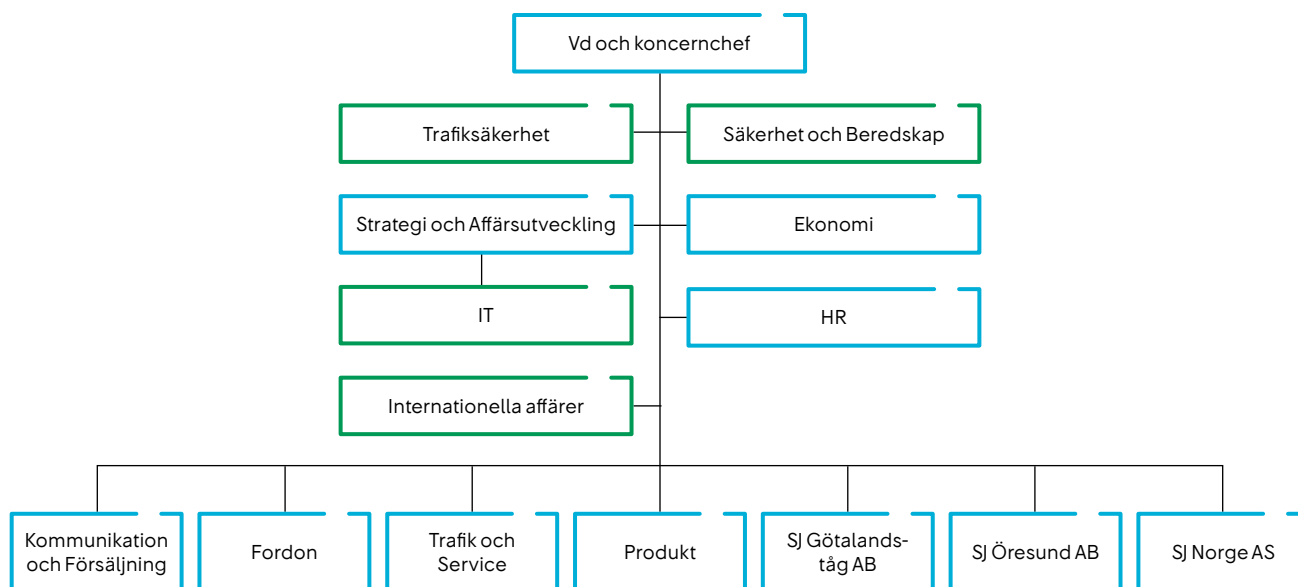 Vd och koncernchef
Trafiksäkerhet
Säkerhet och Beredskap
Strategi och Affärsutveckling
Ekonomi
IT
HR
Internationella affärer
Kommunikation
och Försäljning
Fordon
Trafik och
Service
Produkt
SJ Götalands-
tåg AB
SJ Öresund AB
SJ Norge AS